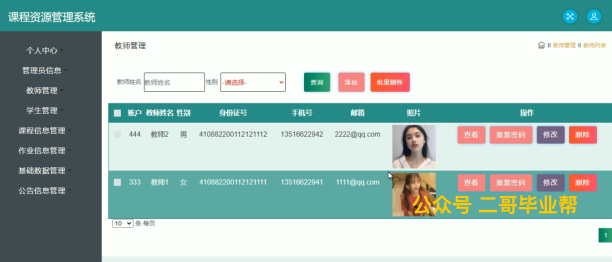 课程资源管理系统
个人中心
管理员信息
教师管理
学生管理
课程信息管理
作业信息管理
基础数据管理
公告信息管理
教师管理
教师管理 教师列表
教师姓名 教师姓名 性别 -请选择- 查询 添加 批量删除
账户 教师姓名 性别 身份证号 手机号 邮箱 照片 操作
444 教师2 男 410882200112121112 13516622942 2222@qq.com 查看 重置密码 修改 删除
333 教师1 女 410882200112121111 13516622941 1111@qq.com 查看 重置密码 修改 删除
公众号 二哥毕业帮
10 条 每页
1